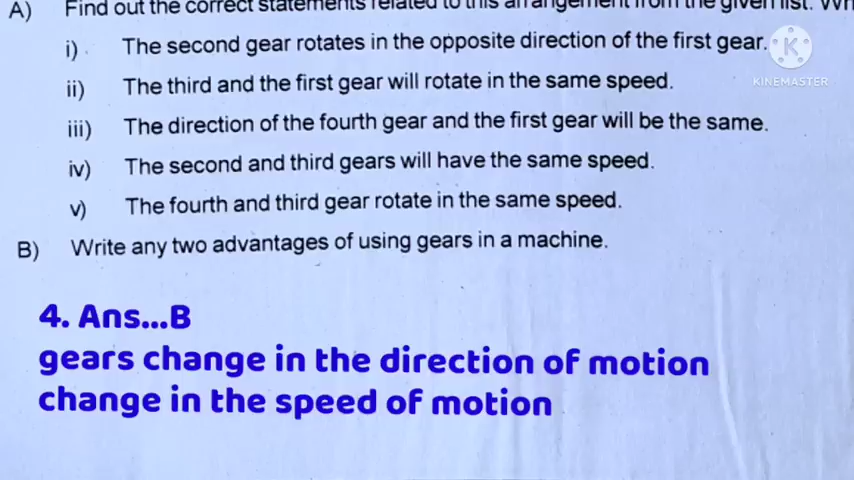 A) Find out the correct statements related to this arrangement from the given list.
i) The second gear rotates in the opposite direction of the first gear.
ii) The third and the first gear will rotate in the same speed.
iii) The direction of the fourth gear and the first gear will be the same.
iv) The second and third gears will have the same speed.
v) The fourth and third gear rotate in the same speed.
B) Write any two advantages of using gears in a machine.
K
KINEMASTER
4. Ans...B
gears change in the direction of motion
change in the speed of motion